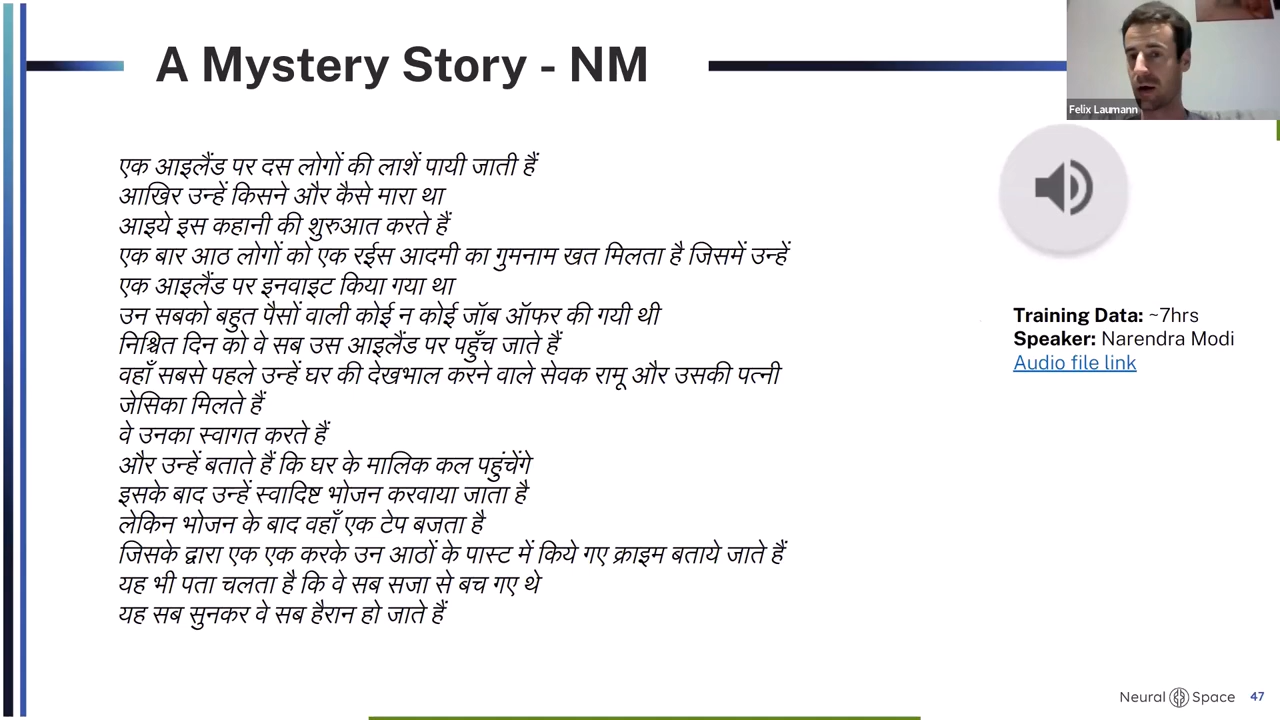 A Mystery Story - NM
Felix Laumann
एक आइलैंड पर दस लोगों की लाशें पायी जाती हैं
आखिर उन्हें किसने और कैसे मारा था
आइये इस कहानी की शुरुआत करते हैं
एक बार आठ लोगों को एक रईस आदमी का गुमनाम खत मिलता है जिसमें उन्हें
एक आइलैंड पर इनवाइट किया गया था
उन सबको बहुत पैसों वाली कोई न कोई जॉब ऑफर की गयी थी
निश्चित दिन को वे सब उस आइलैंड पर पहुँच जाते हैं
वहाँ सबसे पहले उन्हें घर की देखभाल करने वाले सेवक रामू और उसकी पत्नी
जेसिका मिलते हैं
वे उनका स्वागत करते हैं
और उन्हें बताते हैं कि घर के मालिक कल पहुंचेंगे
इसके बाद उन्हें स्वादिष्ट भोजन करवाया जाता है
लेकिन भोजन के बाद वहाँ एक टेप बजता है
जिसके द्वारा एक एक करके उन आठों के पास्ट में किये गए क्राइम बताये जाते हैं
यह भी पता चलता है कि वे सब सजा से बच गए थे
यह सब सुनकर वे सब हैरान हो जाते हैं
Training Data: ~7hrs
Speaker: Narendra Modi
Audio file link
Neural Space 47